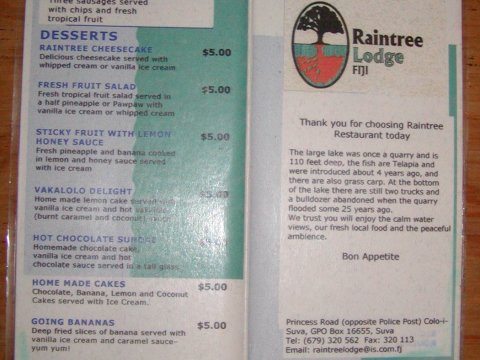 Three sausages served
with chips and fresh
tropical fruit
DESSERTS
RAINTREE CHEESECAKE $5.00
Delicious cheesecake served with
whipped cream or vanilla ice cream
FRESH FRUIT SALAD $5.00
Fresh tropical fruit salad served in
a half pineapple or Pawpaw with
vanilla ice cream or whipped cream
STICKY FRUIT WITH LEMON $5.00
HONEY SAUCE
Fresh pineapple and banana cooked
in lemon and honey sauce served
with ice cream
VAKALOLO DELIGHT $5.00
Home made lemon cake served with
vanilla ice cream and hot vakalolo
(burnt caramel and coconut) sauce
HOT CHOCOLATE SUNDAE $5.00
Homemade chocolate cake,
vanilla ice cream and hot
chocolate sauce served in a tall glass
HOME MADE CAKES $5.00
Chocolate, Banana, Lemon and Coconut
Cakes served with Ice Cream.
GOING BANANAS $5.00
Deep fried slices of banana served with
vanilla ice cream and caramel sauce-
yum yum!
Raintree
Lodge
FIJI
Thank you for choosing Raintree
Restaurant today
The large lake was once a quarry and is
110 feet deep, the fish are Telapia and
were introduced about 4 years ago, and
there are also grass carp. At the bottom
of the lake there are still two trucks and
a bulldozer abandoned when the quarry
flooded some 25 years ago.
We trust you will enjoy the calm water
views, our fresh local food and the peaceful
ambience.
Bon Appetite
Princess Road (opposite Police Post) Colo-i-
Suva, GPO Box 16655, Suva
Tel: (679) 320 562 Fax: 320 113
Email: raintreelodge@is.com.fj